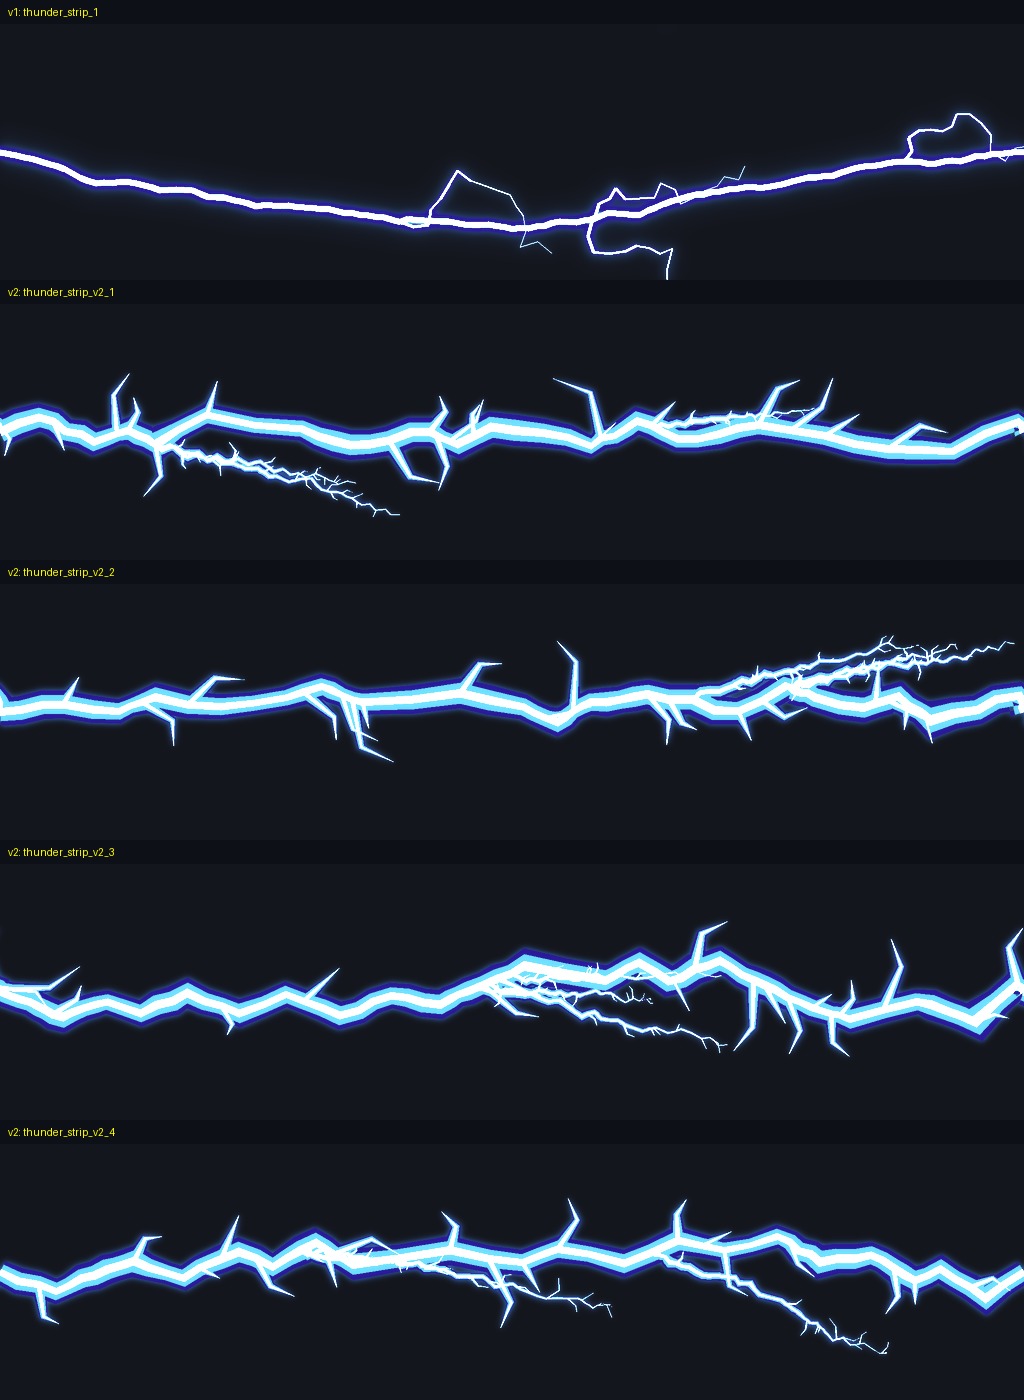 v1: thunder_strip_1
v2: thunder_strip_v2_1
v2: thunder_strip_v2_2
v2: thunder_strip_v2_3
v2: thunder_strip_v2_4